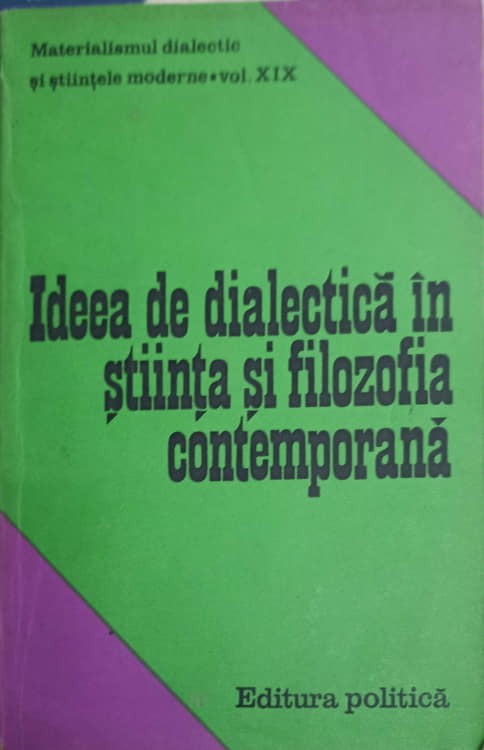 Materialismul dialectic
și științele moderne • vol. XIX
Ideea de dialectică în
știința și filozofia
contemporană
Editura politică